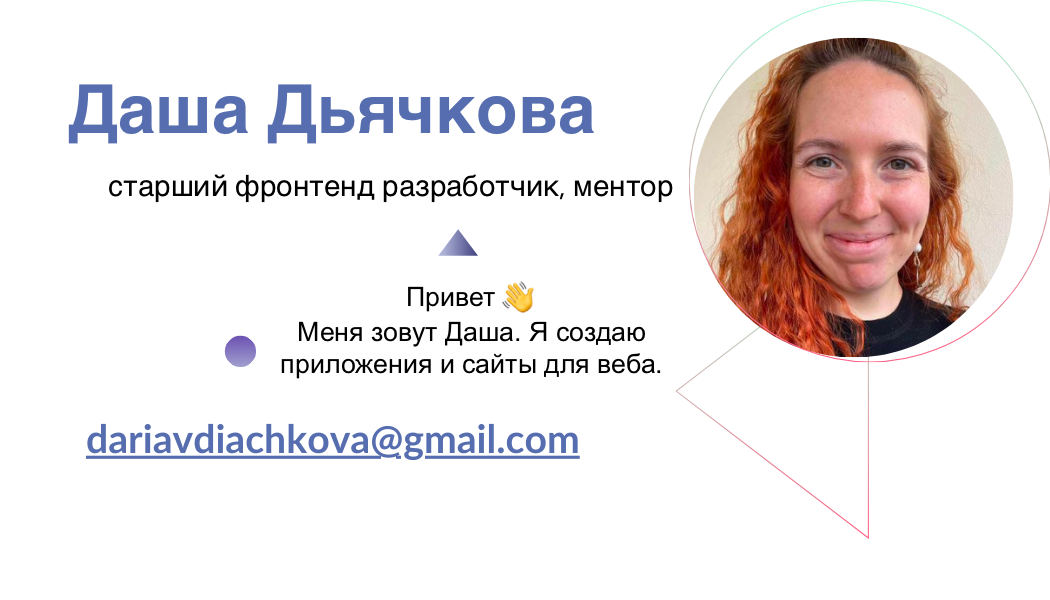 Даша Дьячкова
старший фронтенд разработчик, ментор
Привет 👋
Меня зовут Даша. Я создаю
приложения и сайты для веба.
dariavdiachkova@gmail.com